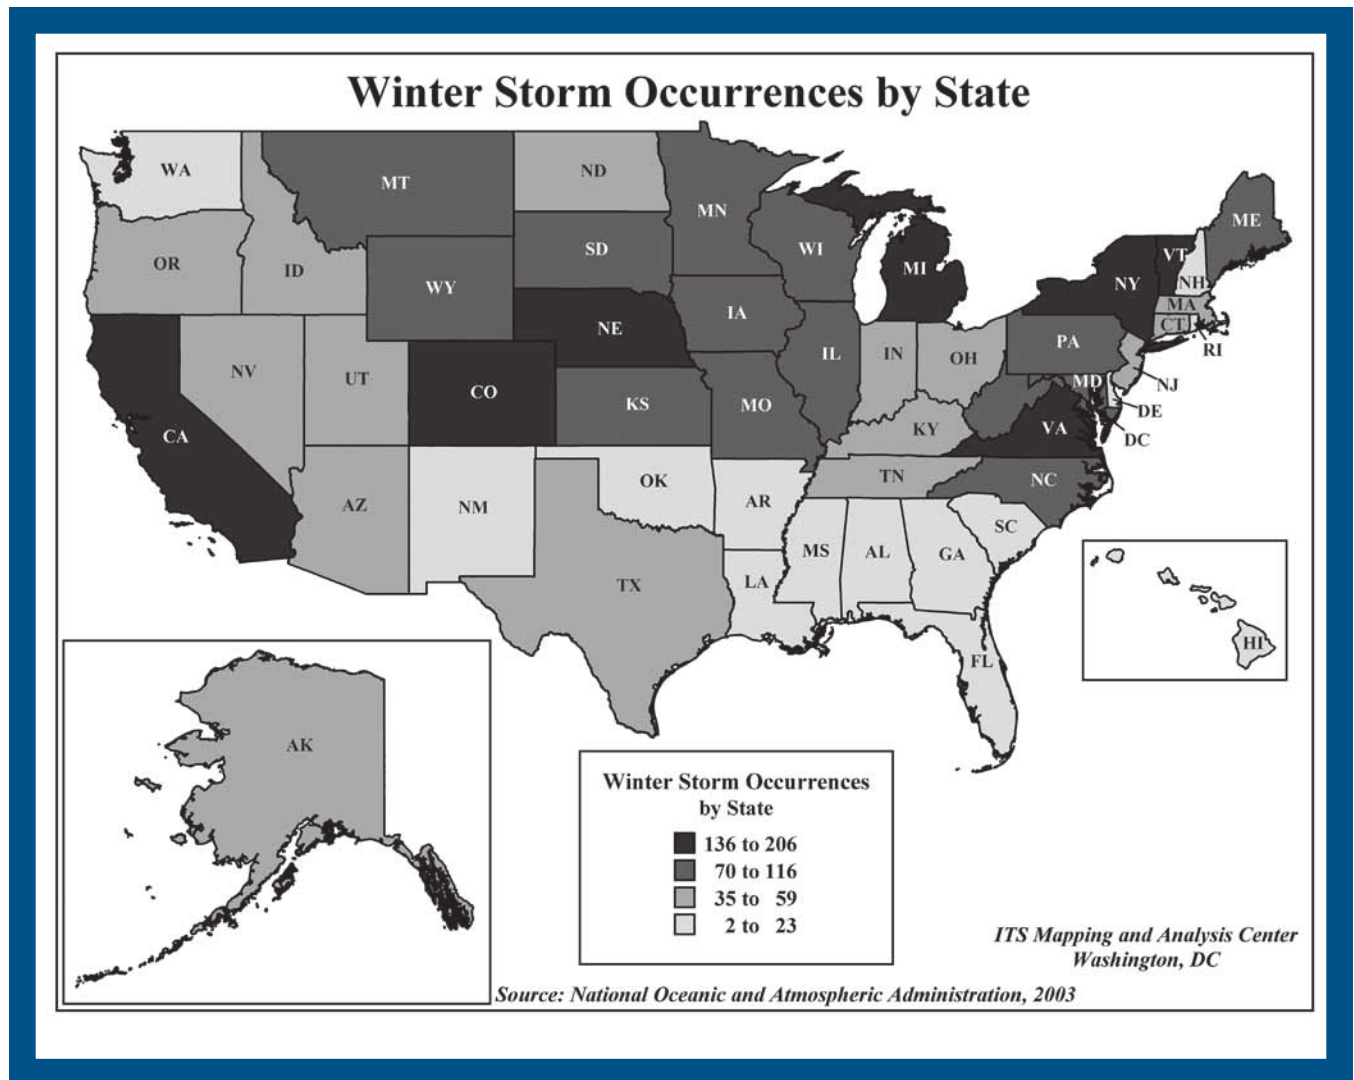 Winter Storm Occurrences by State
WA
MT
ND
MN
ME
OR
ID
SD
WI
MI
VT
NH
NY
WY
MA
NE
IA
CT
RI
NV
UT
CO
KS
MO
IL
IN
OH
PA
MD
NJ
DE
DC
CA
KY
VA
AZ
NM
OK
AR
TN
NC
SC
TX
LA
MS
AL
GA
FL
HI
AK
Winter Storm Occurrences
by State
136 to 206
70 to 116
35 to 59
2 to 23
ITS Mapping and Analysis Center
Washington, DC
Source: National Oceanic and Atmospheric Administration, 2003